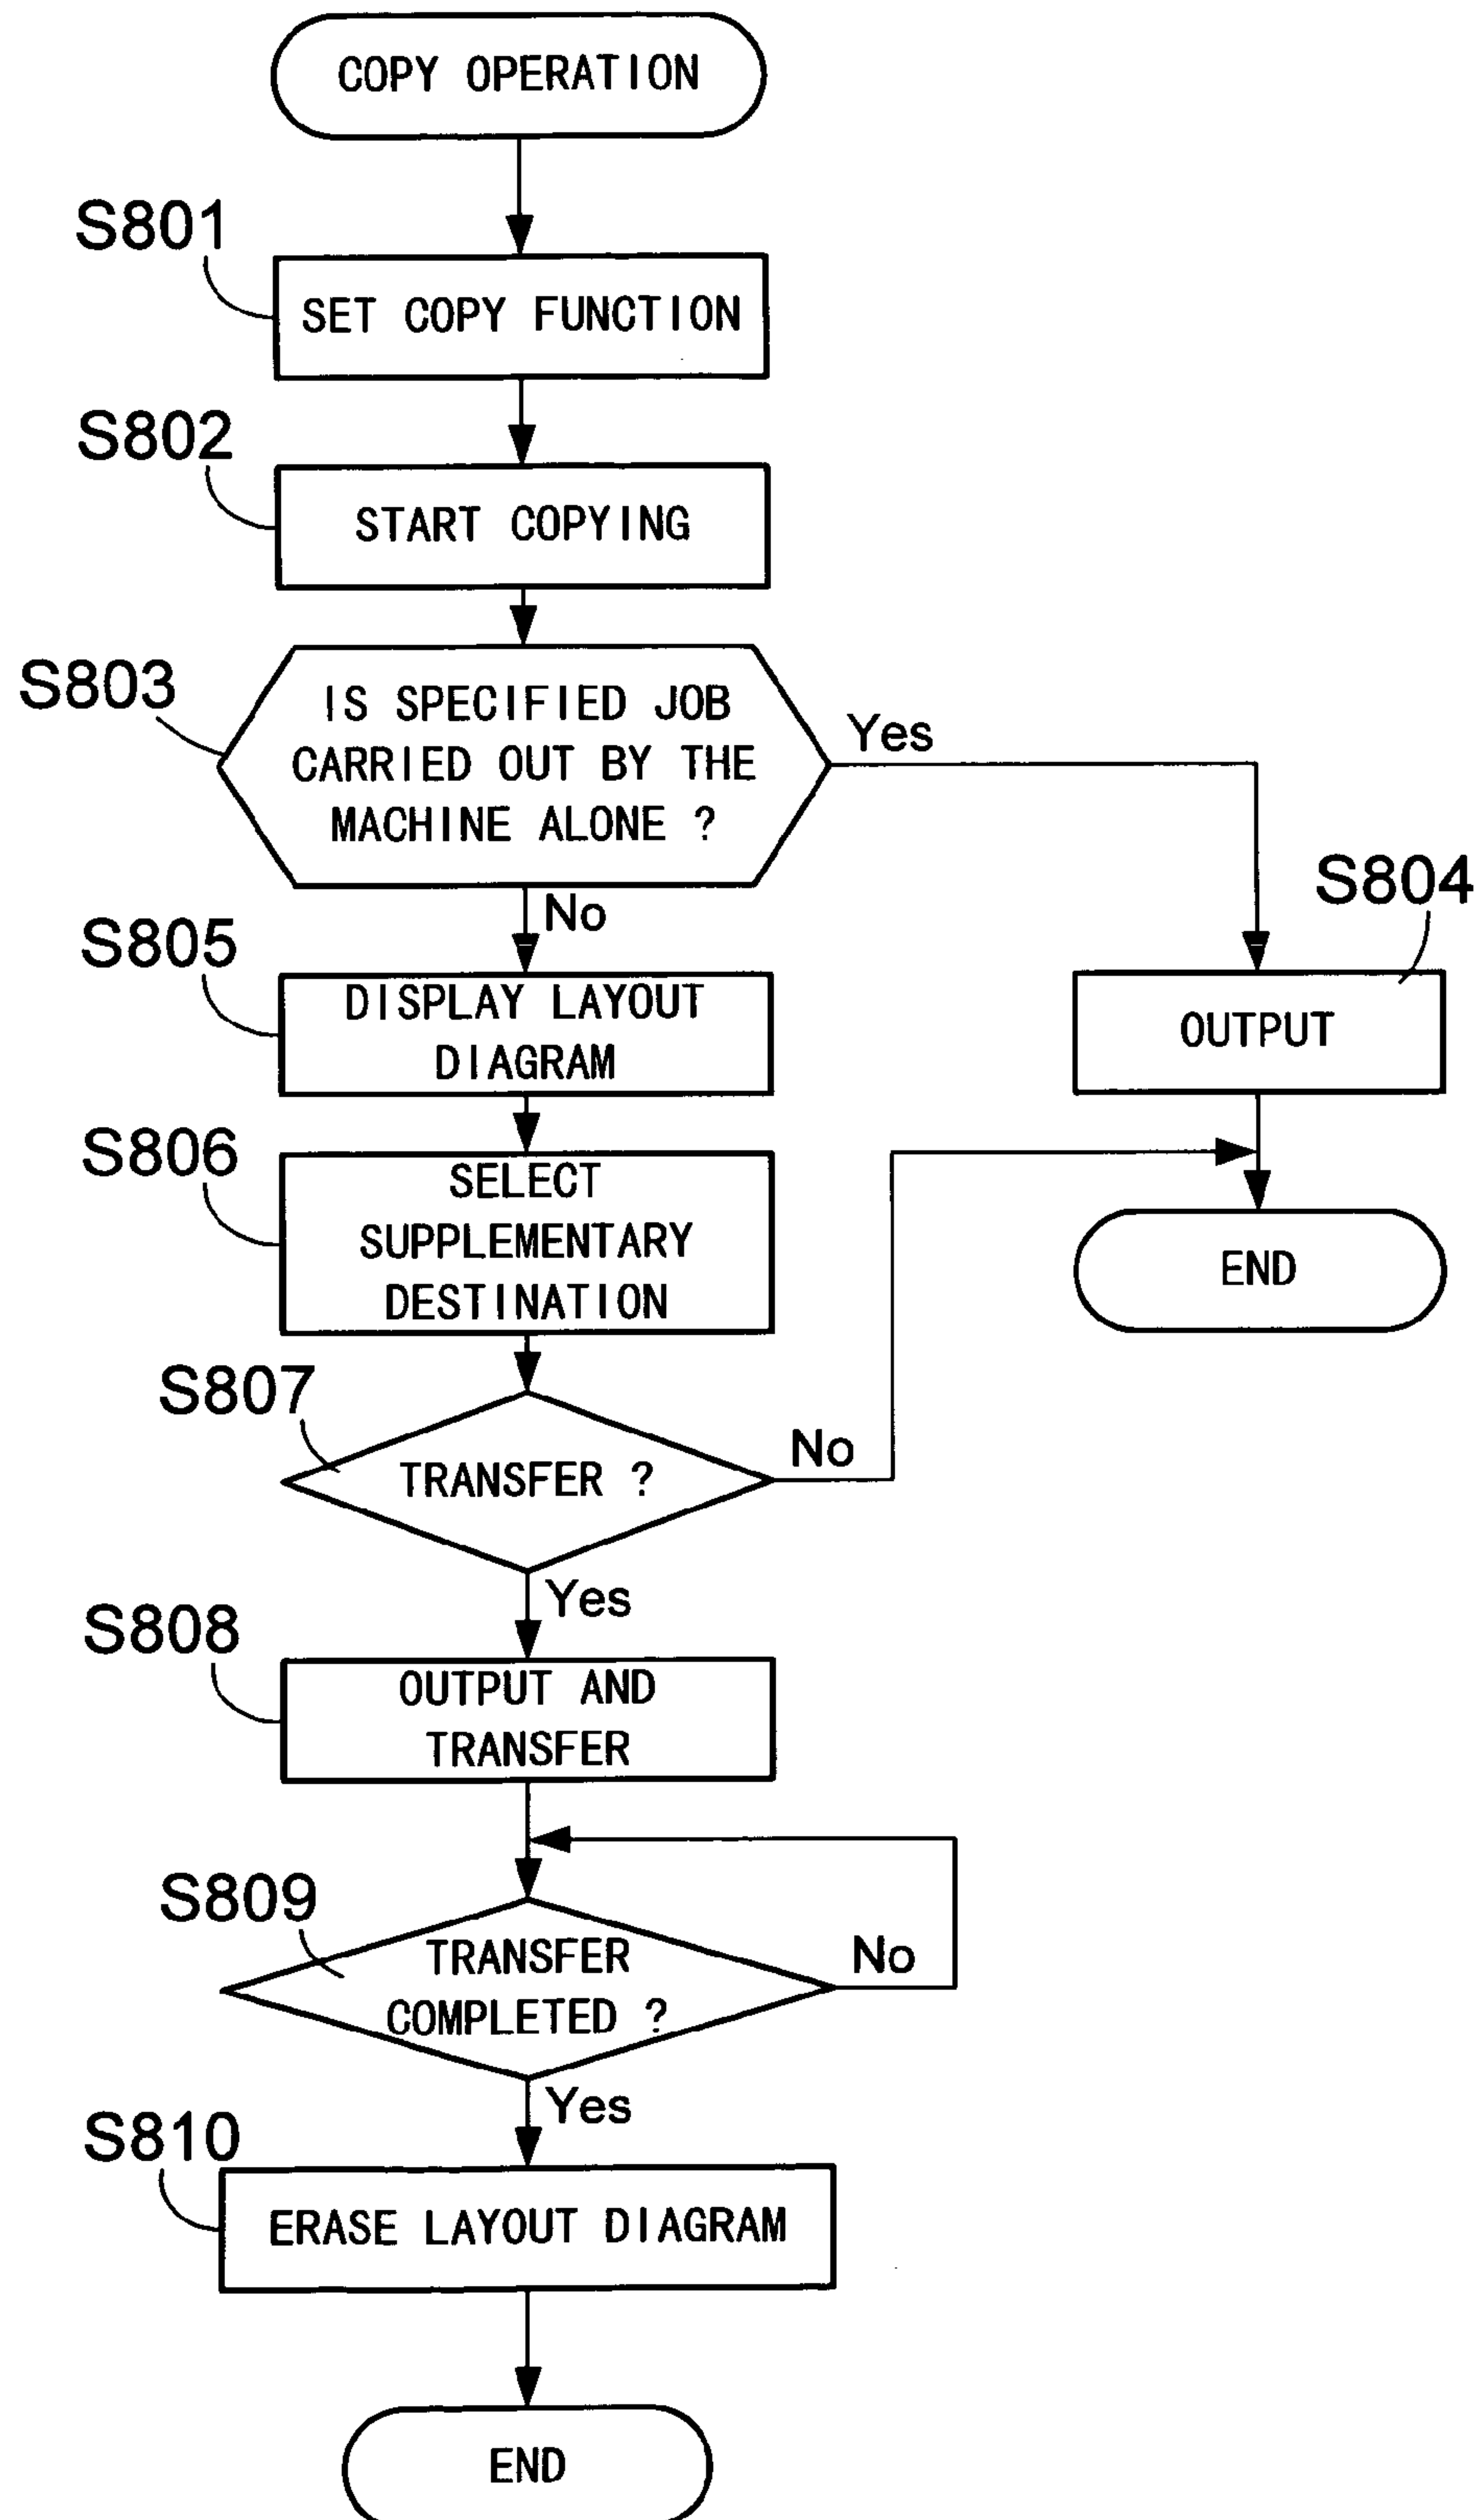 COPY OPERATION
S801
SET COPY FUNCTION
S802
START COPYING
S803
IS SPECIFIED JOB
CARRIED OUT BY THE
MACHINE ALONE ?
Yes
No
S804
OUTPUT
END
S805
DISPLAY LAYOUT
DIAGRAM
S806
SELECT
SUPPLEMENTARY
DESTINATION
S807
TRANSFER ?
No
Yes
S808
OUTPUT AND
TRANSFER
S809
TRANSFER
COMPLETED ?
No
Yes
S810
ERASE LAYOUT DIAGRAM
END